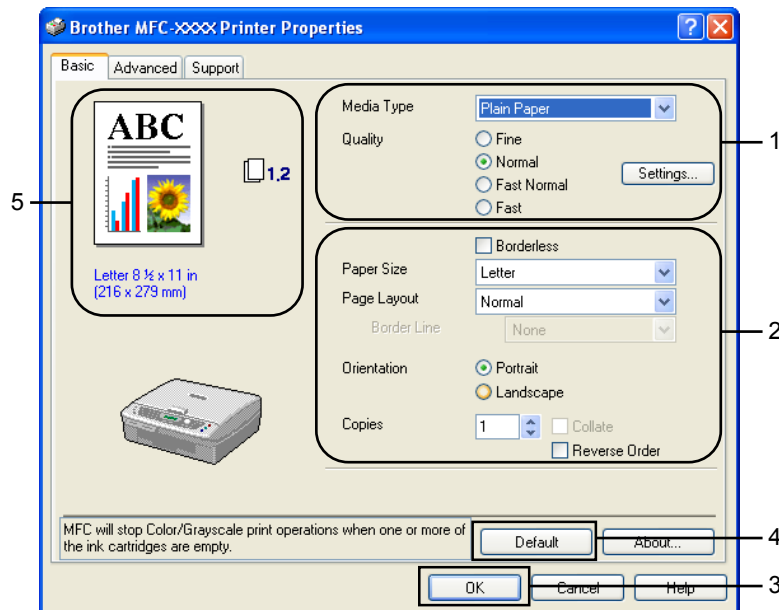 Brother MFC-XXXX Printer Properties
Basic Advanced Support
ABC
1.2
Letter 8 ½ x 11 in
(216 x 279 mm)
5
Media Type Plain Paper
Quality Fine
Normal
Fast Normal
Fast
Settings...
1
Borderless
Paper Size Letter
Page Layout Normal
Border Line None
Orientation Portrait
Landscape
Copies 1 Collate
Reverse Order
2
MFC will stop Color/Grayscale print operations when one or more of
the ink cartridges are empty.
Default About...
4
OK Cancel Help
3